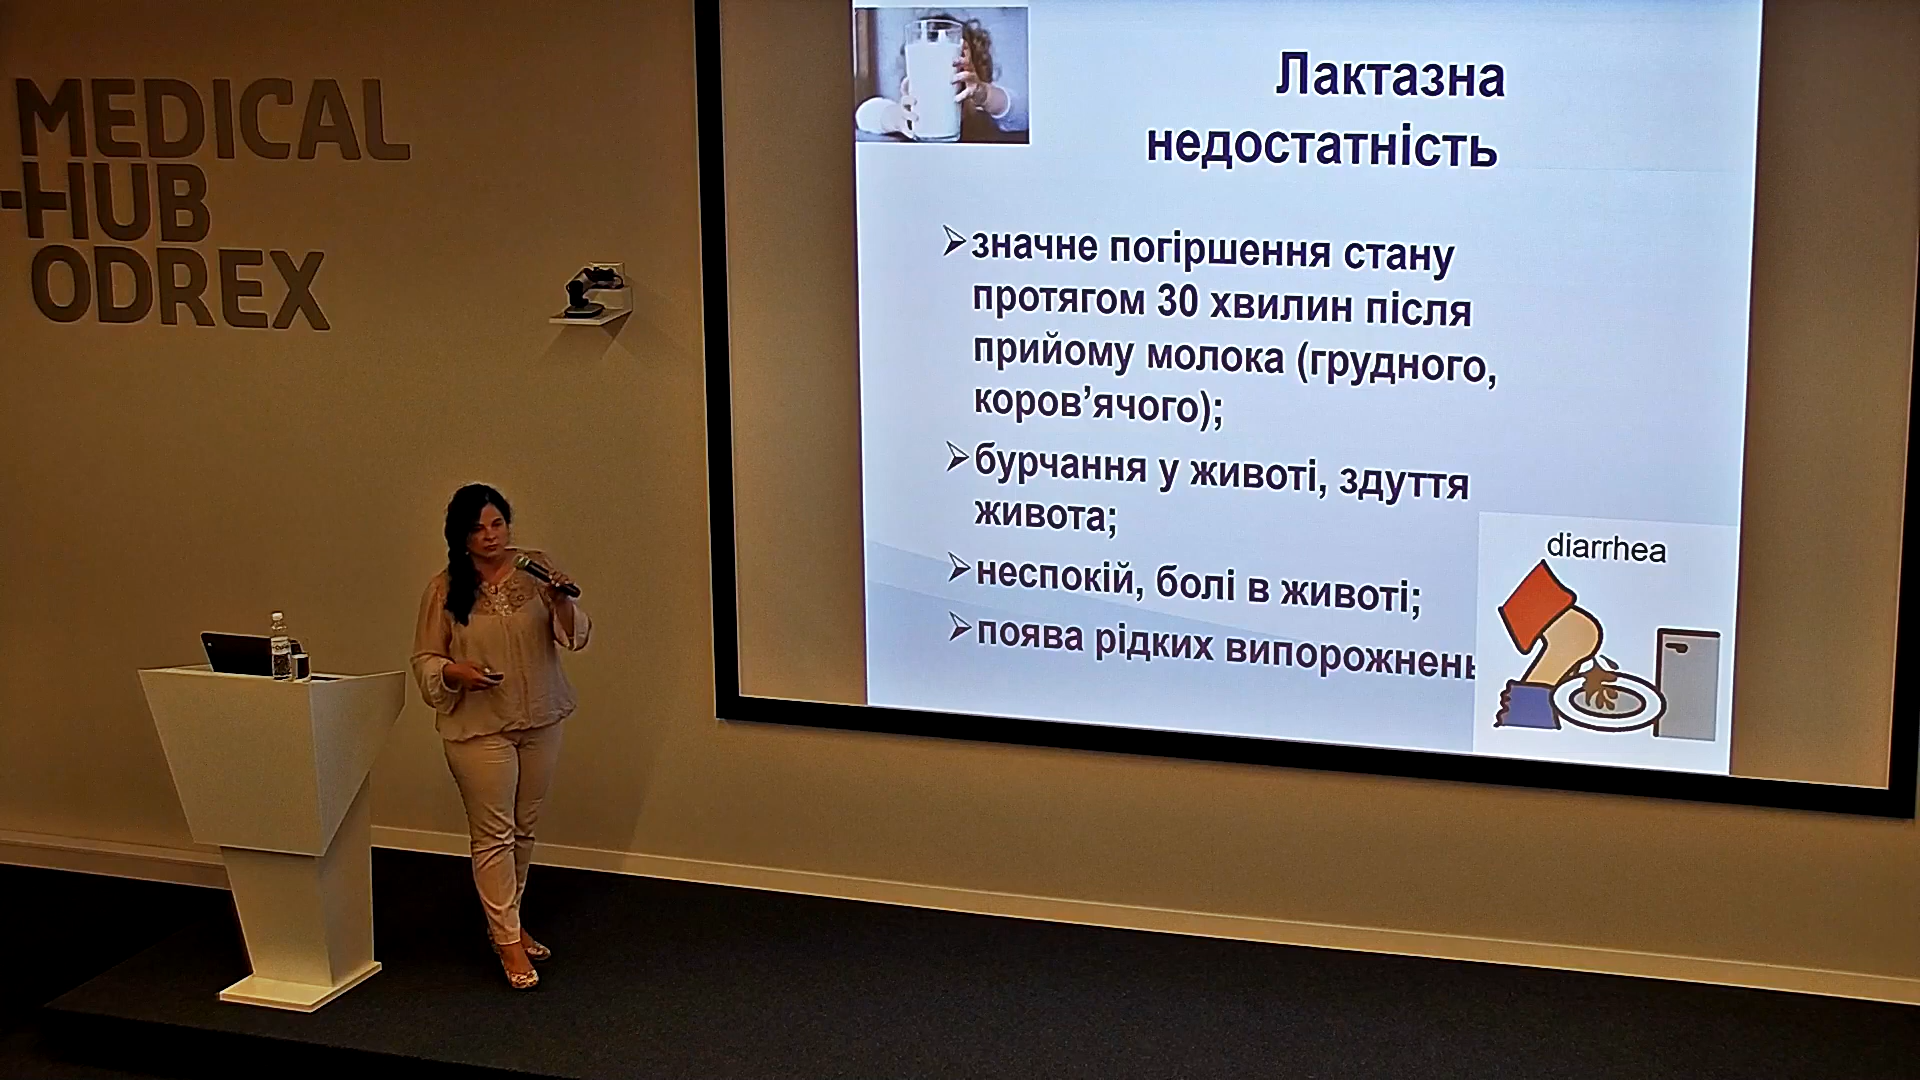 MEDICAL
HUB
ODREX
Лактазна
недостатність
значне погіршення стану
протягом 30 хвилин після
прийому молока (грудного,
коров’ячого);
бурчання у животі, здуття
живота;
неспокій, болі в животі;
поява рідких випорожнень
diarrhea